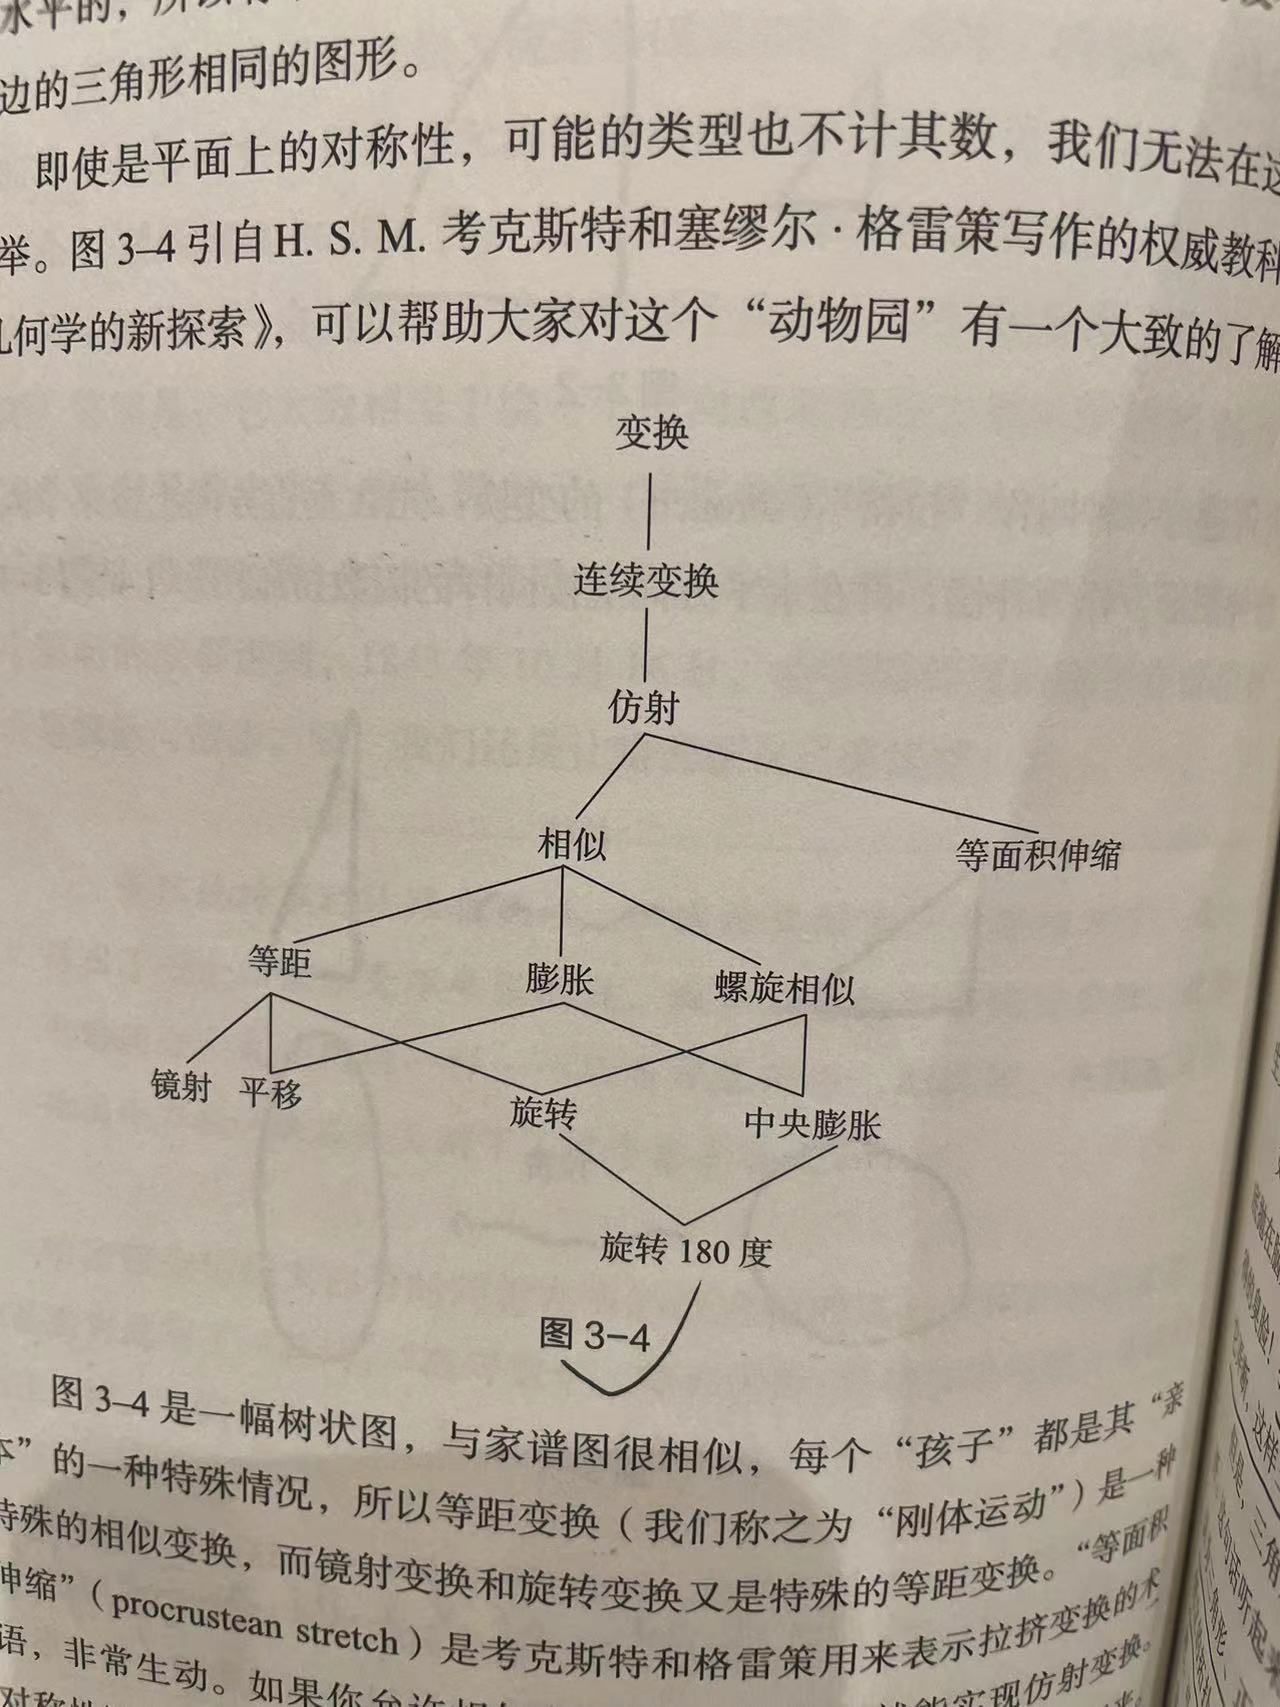 水平的，所以
边的三角形相同的图形。
即使是平面上的对称性，可能的类型也不计其数，我们无法在这
举。图3–4引自H. S. M. 考克斯特和塞缪尔·格雷策写作的权威教科
几何学的新探索》，可以帮助大家对这个“动物园”有一个大致的了解
变换
连续变换
仿射
相似
等面积伸缩
等距
膨胀
螺旋相似
镜射
平移
旋转
中央膨胀
旋转 180 度
图 3–4
图 3–4 是一幅树状图，与家谱图很相似，每个“孩子”都是其“亲
本”的一种特殊情况，所以等距变换（我们称之为“刚体运动”）是一种
特殊的相似变换，而镜射变换和旋转变换又是特殊的等距变换。“等面积
伸缩”（procrustean stretch）是考克斯特和格雷策用来表示拉挤变换的术
语，非常生动。如果你允许
能实现仿射变换。
对称性